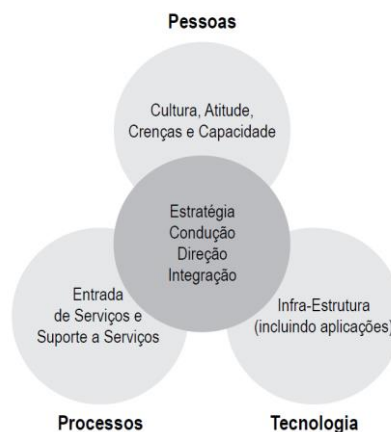 Pessoas
Cultura, Atitude,
Crenças e Capacidade
Estratégia
Condução
Direção
Integração
Entrada
de Serviços e
Suporte a Serviços
Infra-Estrutura
(incluindo aplicações)
Processos
Tecnologia